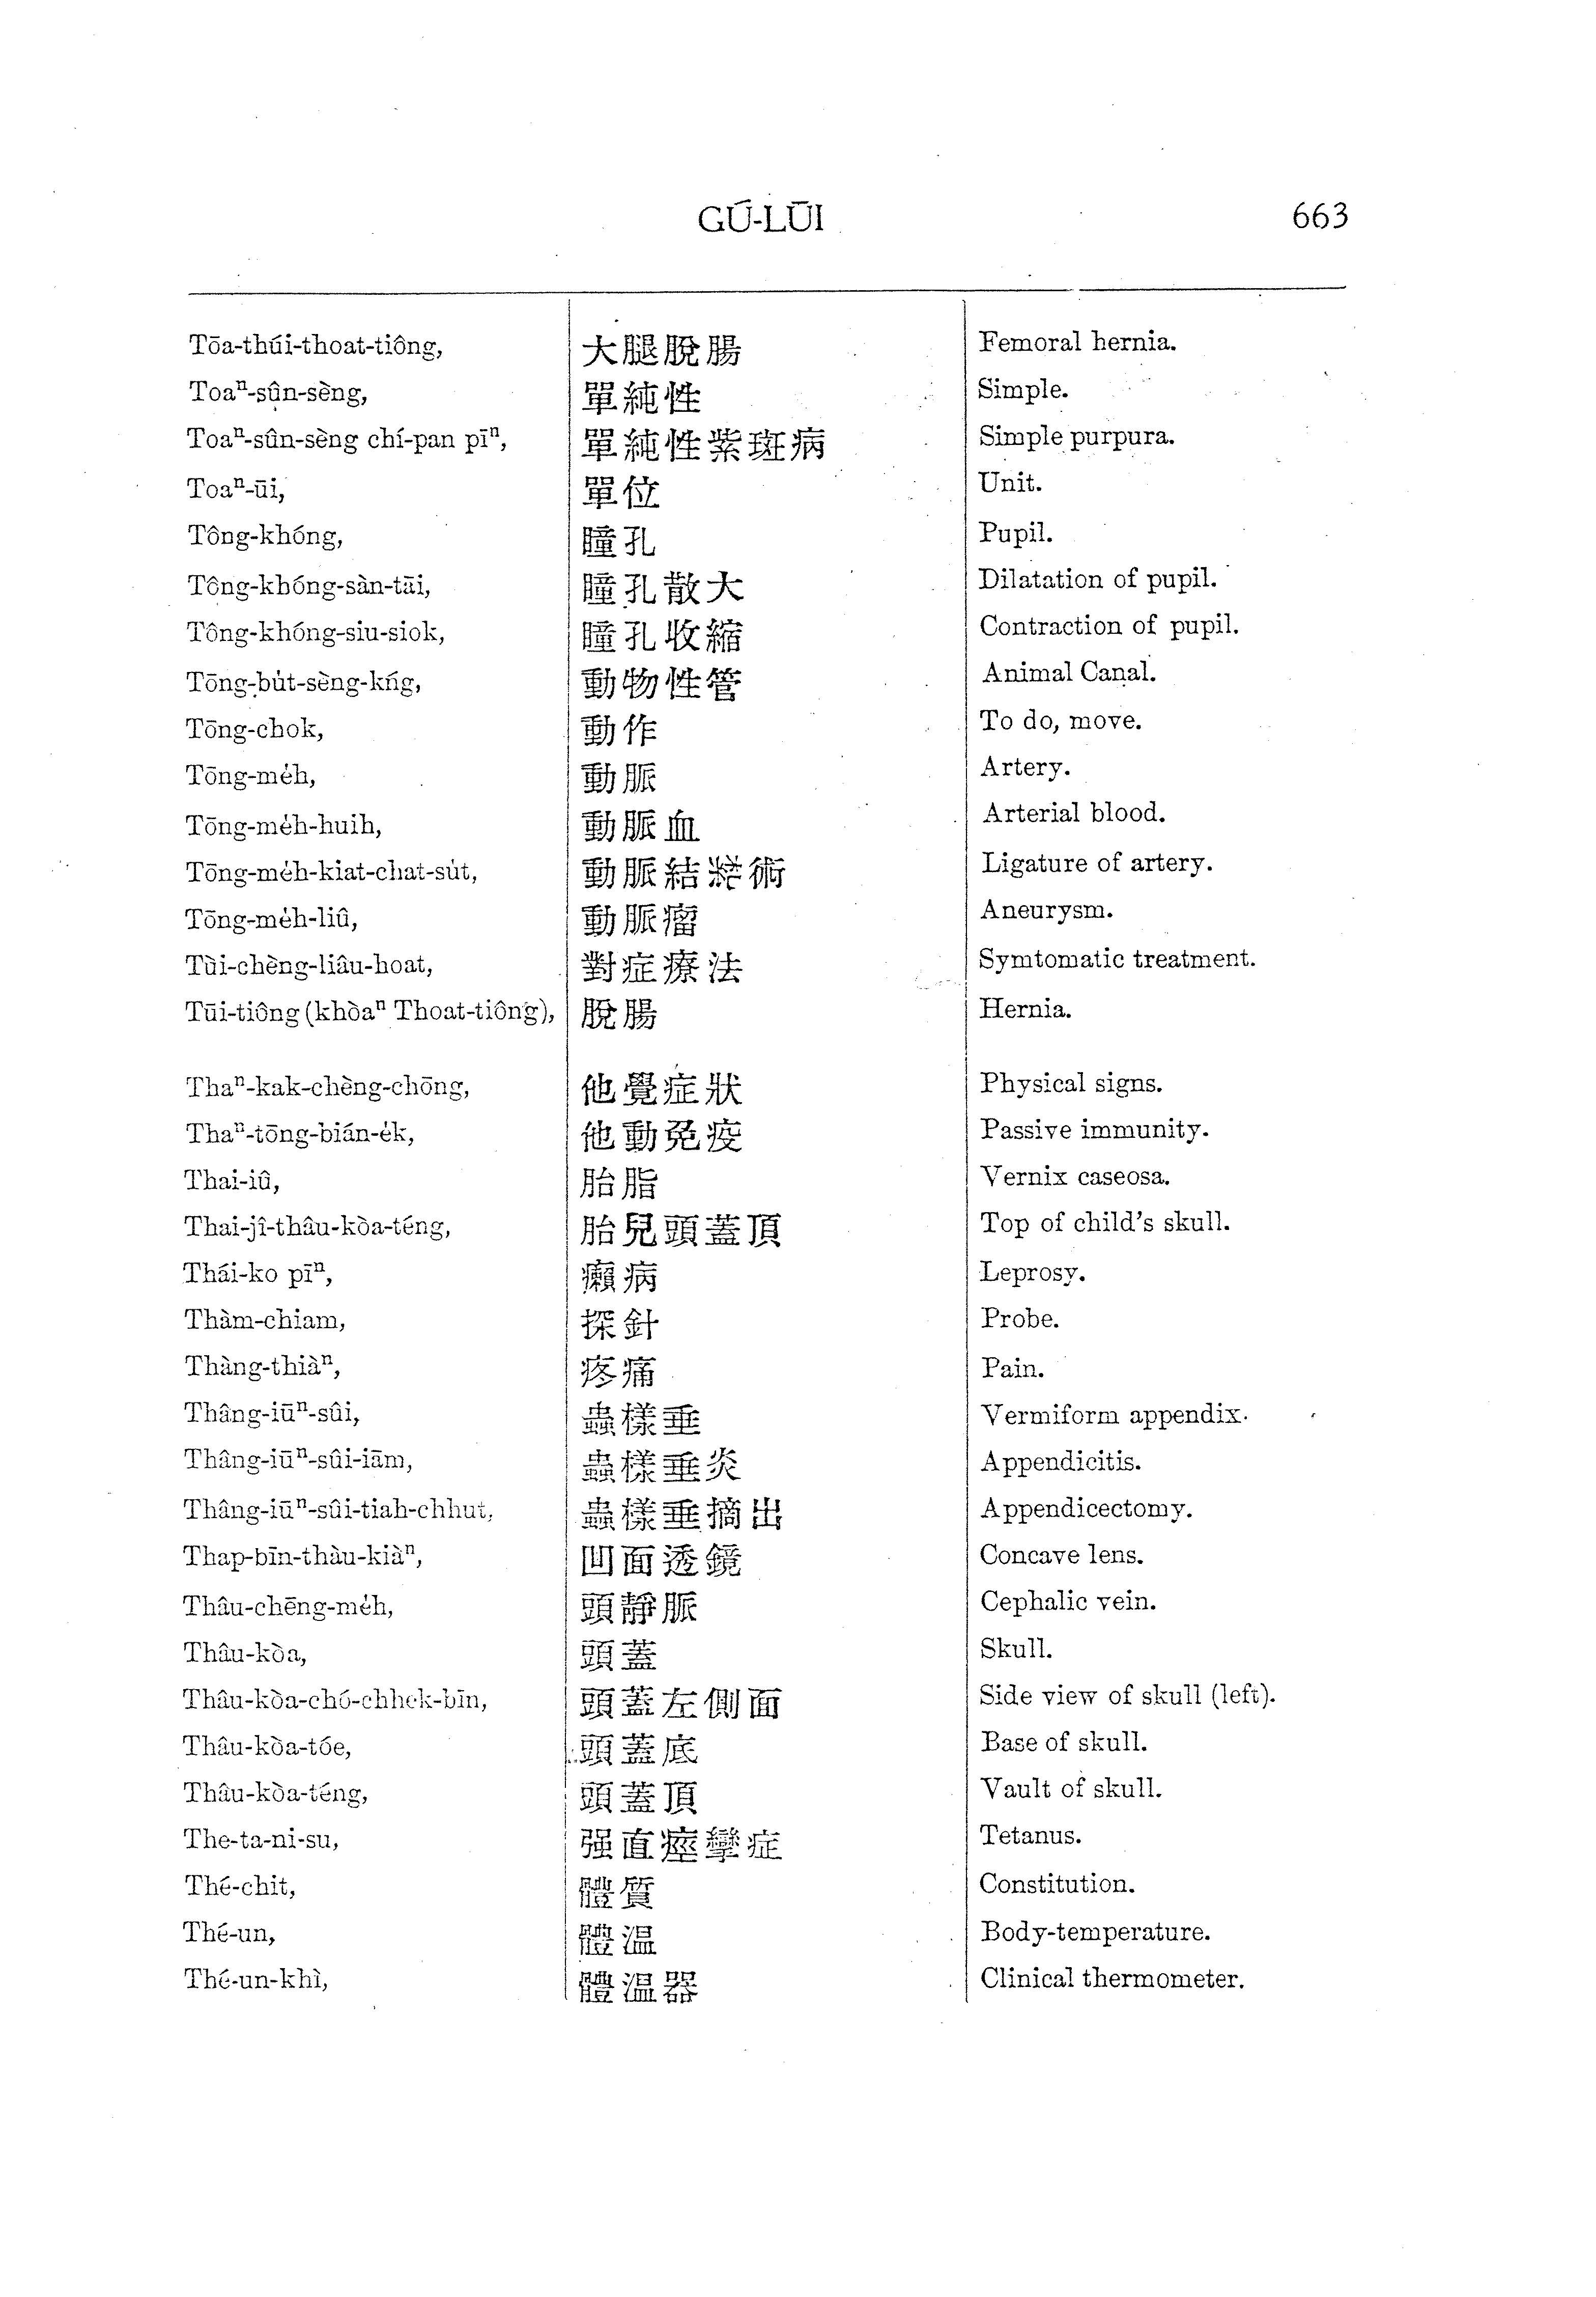 GÚ-LŪI 663
Tōa-thúi-thoat-tiông, 大腿脫腸 Femoral hernia.
Toaⁿ-sûn-sèng, 單純性 Simple.
Toaⁿ-sûn-sèng chí-pan pīⁿ, 單純性紫斑病 Simple purpura.
Toaⁿ-ūi, 單位 Unit.
Tông-khóng, 瞳孔 Pupil.
Tông-khóng-sàn-tāi, 瞳孔散大 Dilatation of pupil.
Tông-khóng-siu-siok, 瞳孔收縮 Contraction of pupil.
Tōng-bu̍t-sèng-kńg, 動物性管 Animal Canal.
Tōng-chok, 動作 To do, move.
Tōng-me̍h, 動脈 Artery.
Tōng-me̍h-huih, 動脈血 Arterial blood.
Tōng-me̍h-kiat-chat-su̍t, 動脈結紮術 Ligature of artery.
Tōng-me̍h-liû, 動脈瘤 Aneurysm.
Tùi-chèng-liâu-hoat, 對症療法 Symtomatic treatment.
Tūi-tiông (khòaⁿ Thoat-tiông), 脫腸 Hernia.
Thaⁿ-kak-chèng-chōng, 他覺症狀 Physical signs.
Thaⁿ-tōng-bián-e̍k, 他動免疫 Passive immunity.
Thai-iû, 胎脂 Vernix caseosa.
Thai-jî-thâu-kòa-téng, 胎兒頭蓋頂 Top of child's skull.
Thái-ko pīⁿ, 癩病 Leprosy.
Thàm-chiam, 探針 Probe.
Thàng-thiàⁿ, 疼痛 Pain.
Thâng-iūⁿ-sûi, 蟲樣垂 Vermiform appendix.
Thâng-iūⁿ-sûi-iām, 蟲樣垂炎 Appendicitis.
Thâng-iūⁿ-sûi-tiah-chhut, 蟲樣垂摘出 Appendicectomy.
Thap-bīn-thàu-kiàⁿ, 凹面透鏡 Concave lens.
Thâu-chēng-me̍h, 頭靜脈 Cephalic vein.
Thâu-kòa, 頭蓋 Skull.
Thâu-kòa-chó-chhek-bīn, 頭蓋左側面 Side view of skull (left).
Thâu-kòa-tóe, 頭蓋底 Base of skull.
Thâu-kòa-téng, 頭蓋頂 Vault of skull.
The-ta-ni-su, 强直痙攣症 Tetanus.
Thé-chit, 體質 Constitution.
Thé-un, 體温 Body-temperature.
Thé-un-khì, 體温器 Clinical thermometer.